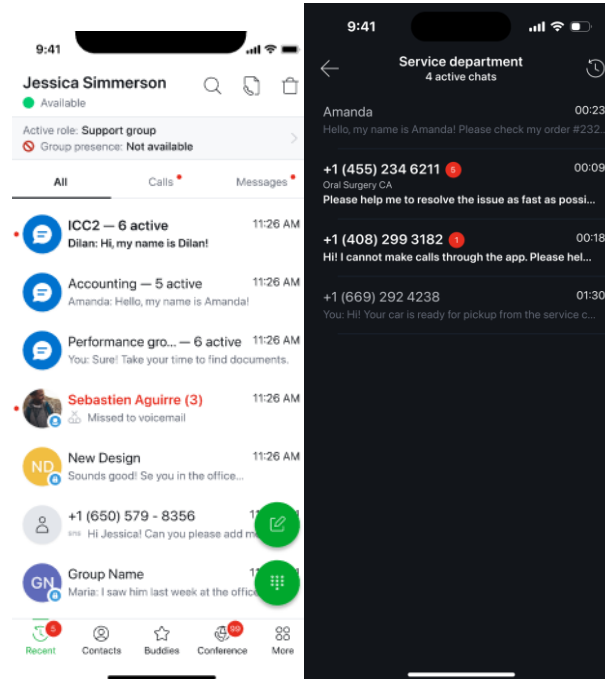 9:41
Jessica Simmerson
Available
Active role: Support group
Group presence: Not available
All
Calls
Messages
ICC2 — 6 active
11:26 AM
Dilan: Hi, my name is Dilan!
Accounting — 5 active
11:26 AM
Amanda: Hello, my name is Amanda!
Performance gro... — 6 active
11:26 AM
You: Sure! Take your time to find documents.
Sebastien Aguirre (3)
11:26 AM
Missed to voicemail
ND
New Design
11:26 AM
Sounds good! Se you in the office...
+1 (650) 579 - 8356
Hi Jessica! Can you please add
GN
Group Name
Maria: I saw him last week at the
5
99
Recent
Contacts
Buddies
Conference
More
9:41
Service department
4 active chats
Amanda
00:23
Hello, my name is Amanda! Please check my order #232...
+1 (455) 234 6211
5
00:09
Oral Surgery CA
Please help me to resolve the issue as fast as possi...
+1 (408) 299 3182
1
00:18
Hi! I cannot make calls through the app. Please hel...
+1 (669) 292 4238
01:30
You: Hi! Your car is ready for pickup from the service c...